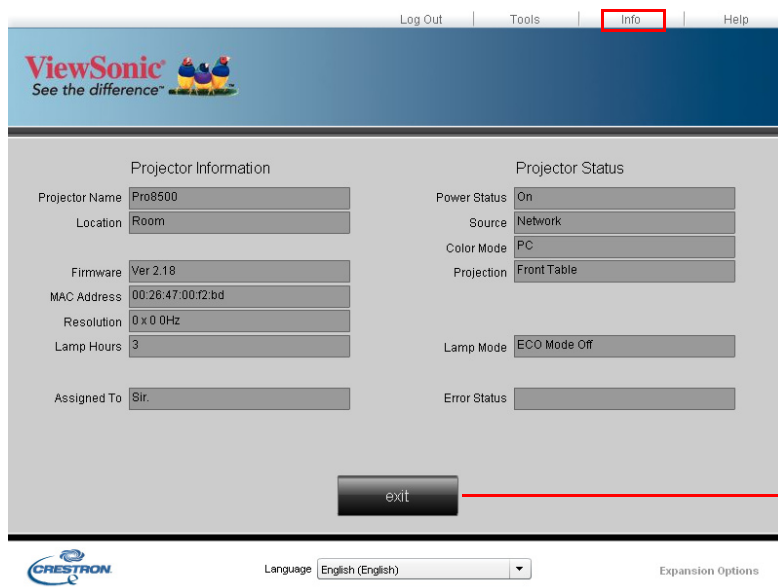 Log Out Tools Info Help
ViewSonic®
See the difference™
Projector Information
Projector Name Pro8500
Location Room
Firmware Ver 2.18
MAC Address 00:26:47:00:f2:bd
Resolution 0 x 0 0Hz
Lamp Hours 3
Assigned To Sir.
Projector Status
Power Status On
Source Network
Color Mode PC
Projection Front Table
Lamp Mode ECO Mode Off
Error Status
exit
CRESTRON
Language English (English)
Expansion Options